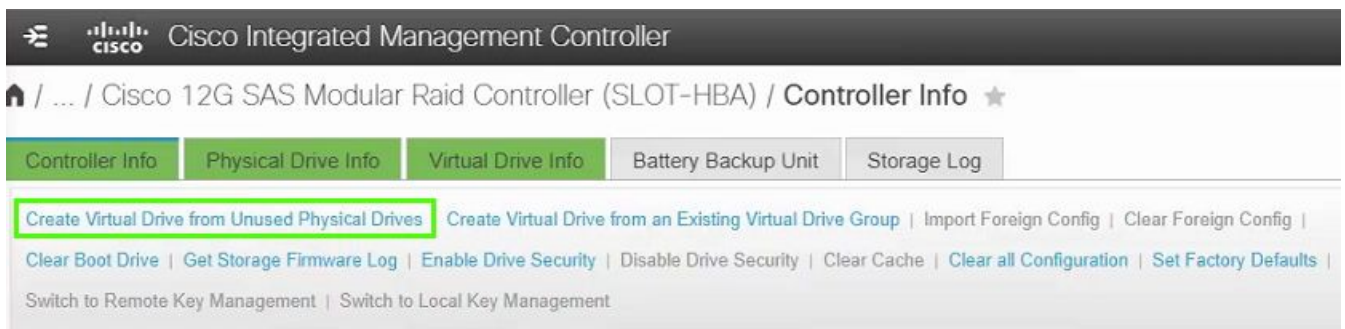 CISCO Cisco Integrated Management Controller
/ ... / Cisco 12G SAS Modular Raid Controller (SLOT-HBA) / Controller Info
Controller Info Physical Drive Info Virtual Drive Info Battery Backup Unit Storage Log
Create Virtual Drive from Unused Physical Drives Create Virtual Drive from an Existing Virtual Drive Group | Import Foreign Config | Clear Foreign Config |
Clear Boot Drive | Get Storage Firmware Log | Enable Drive Security | Disable Drive Security | Clear Cache | Clear all Configuration | Set Factory Defaults |
Switch to Remote Key Management | Switch to Local Key Management